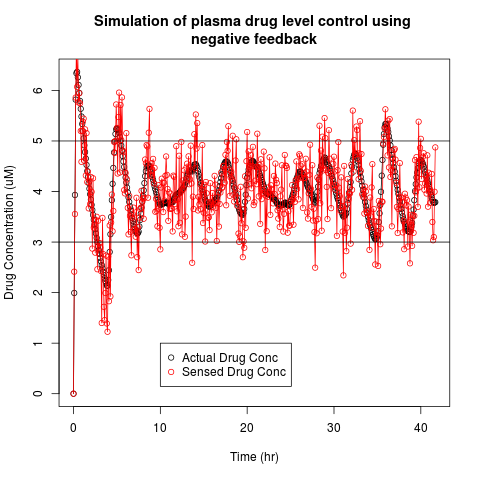 Simulation of plasma drug level control using
negative feedback
Drug Concentration (uM)
6
5
4
3
2
1
0
Actual Drug Conc
Sensed Drug Conc
0 10 20 30 40
Time (hr)